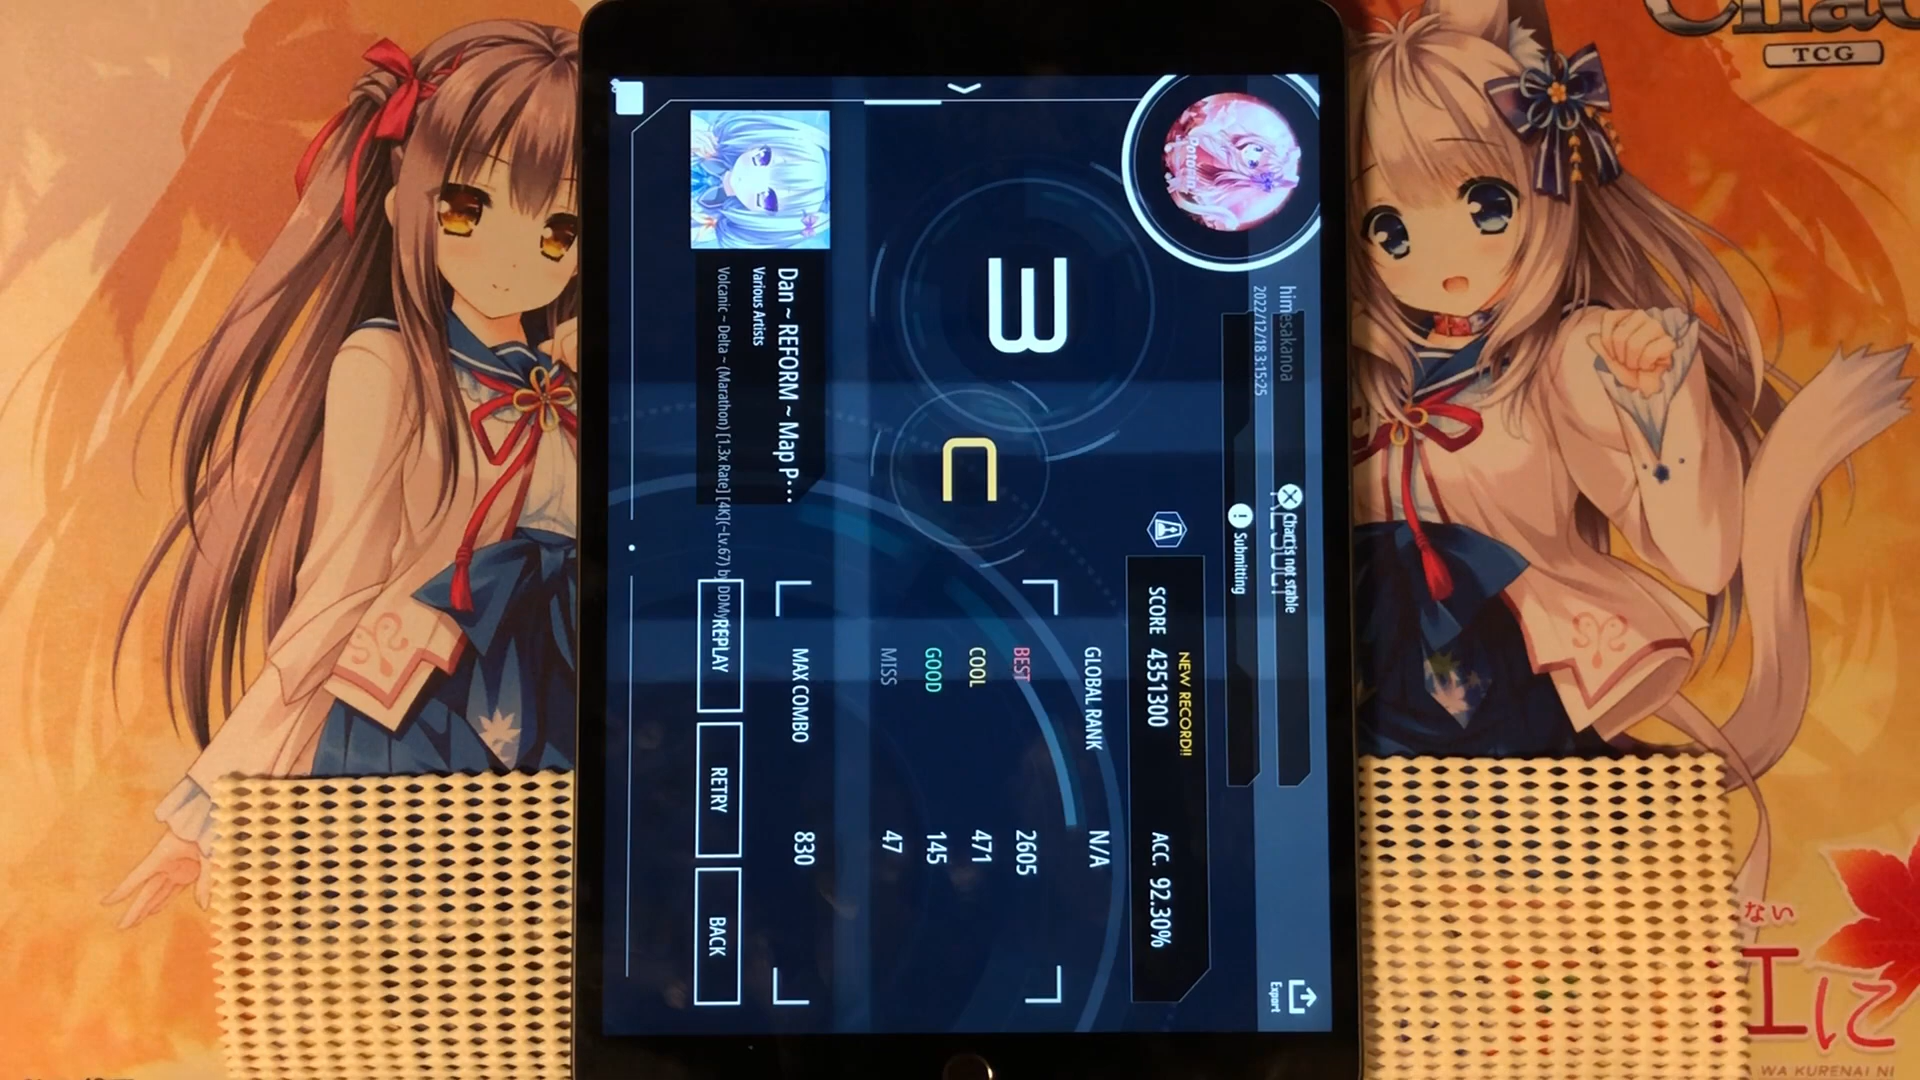 TCG
himesakanoa
2022/12/18 3:15:25
Chart is not stable
Submitting
Export
NEW RECORD!!
SCORE 4351300
ACC. 92.30%
B
C
GLOBAL RANK N/A
BEST 2605
COOL 471
GOOD 145
MISS 47
MAX COMBO 830
Dan ~ REFORM ~ Map P...
Various Artists
Volcanic ~ Delta ~ (Marathon) [1.3x Rate] [4K](~Lv.67) by DDMy
REPLAY
RETRY
BACK
ない
エに
WA KURENAI NI